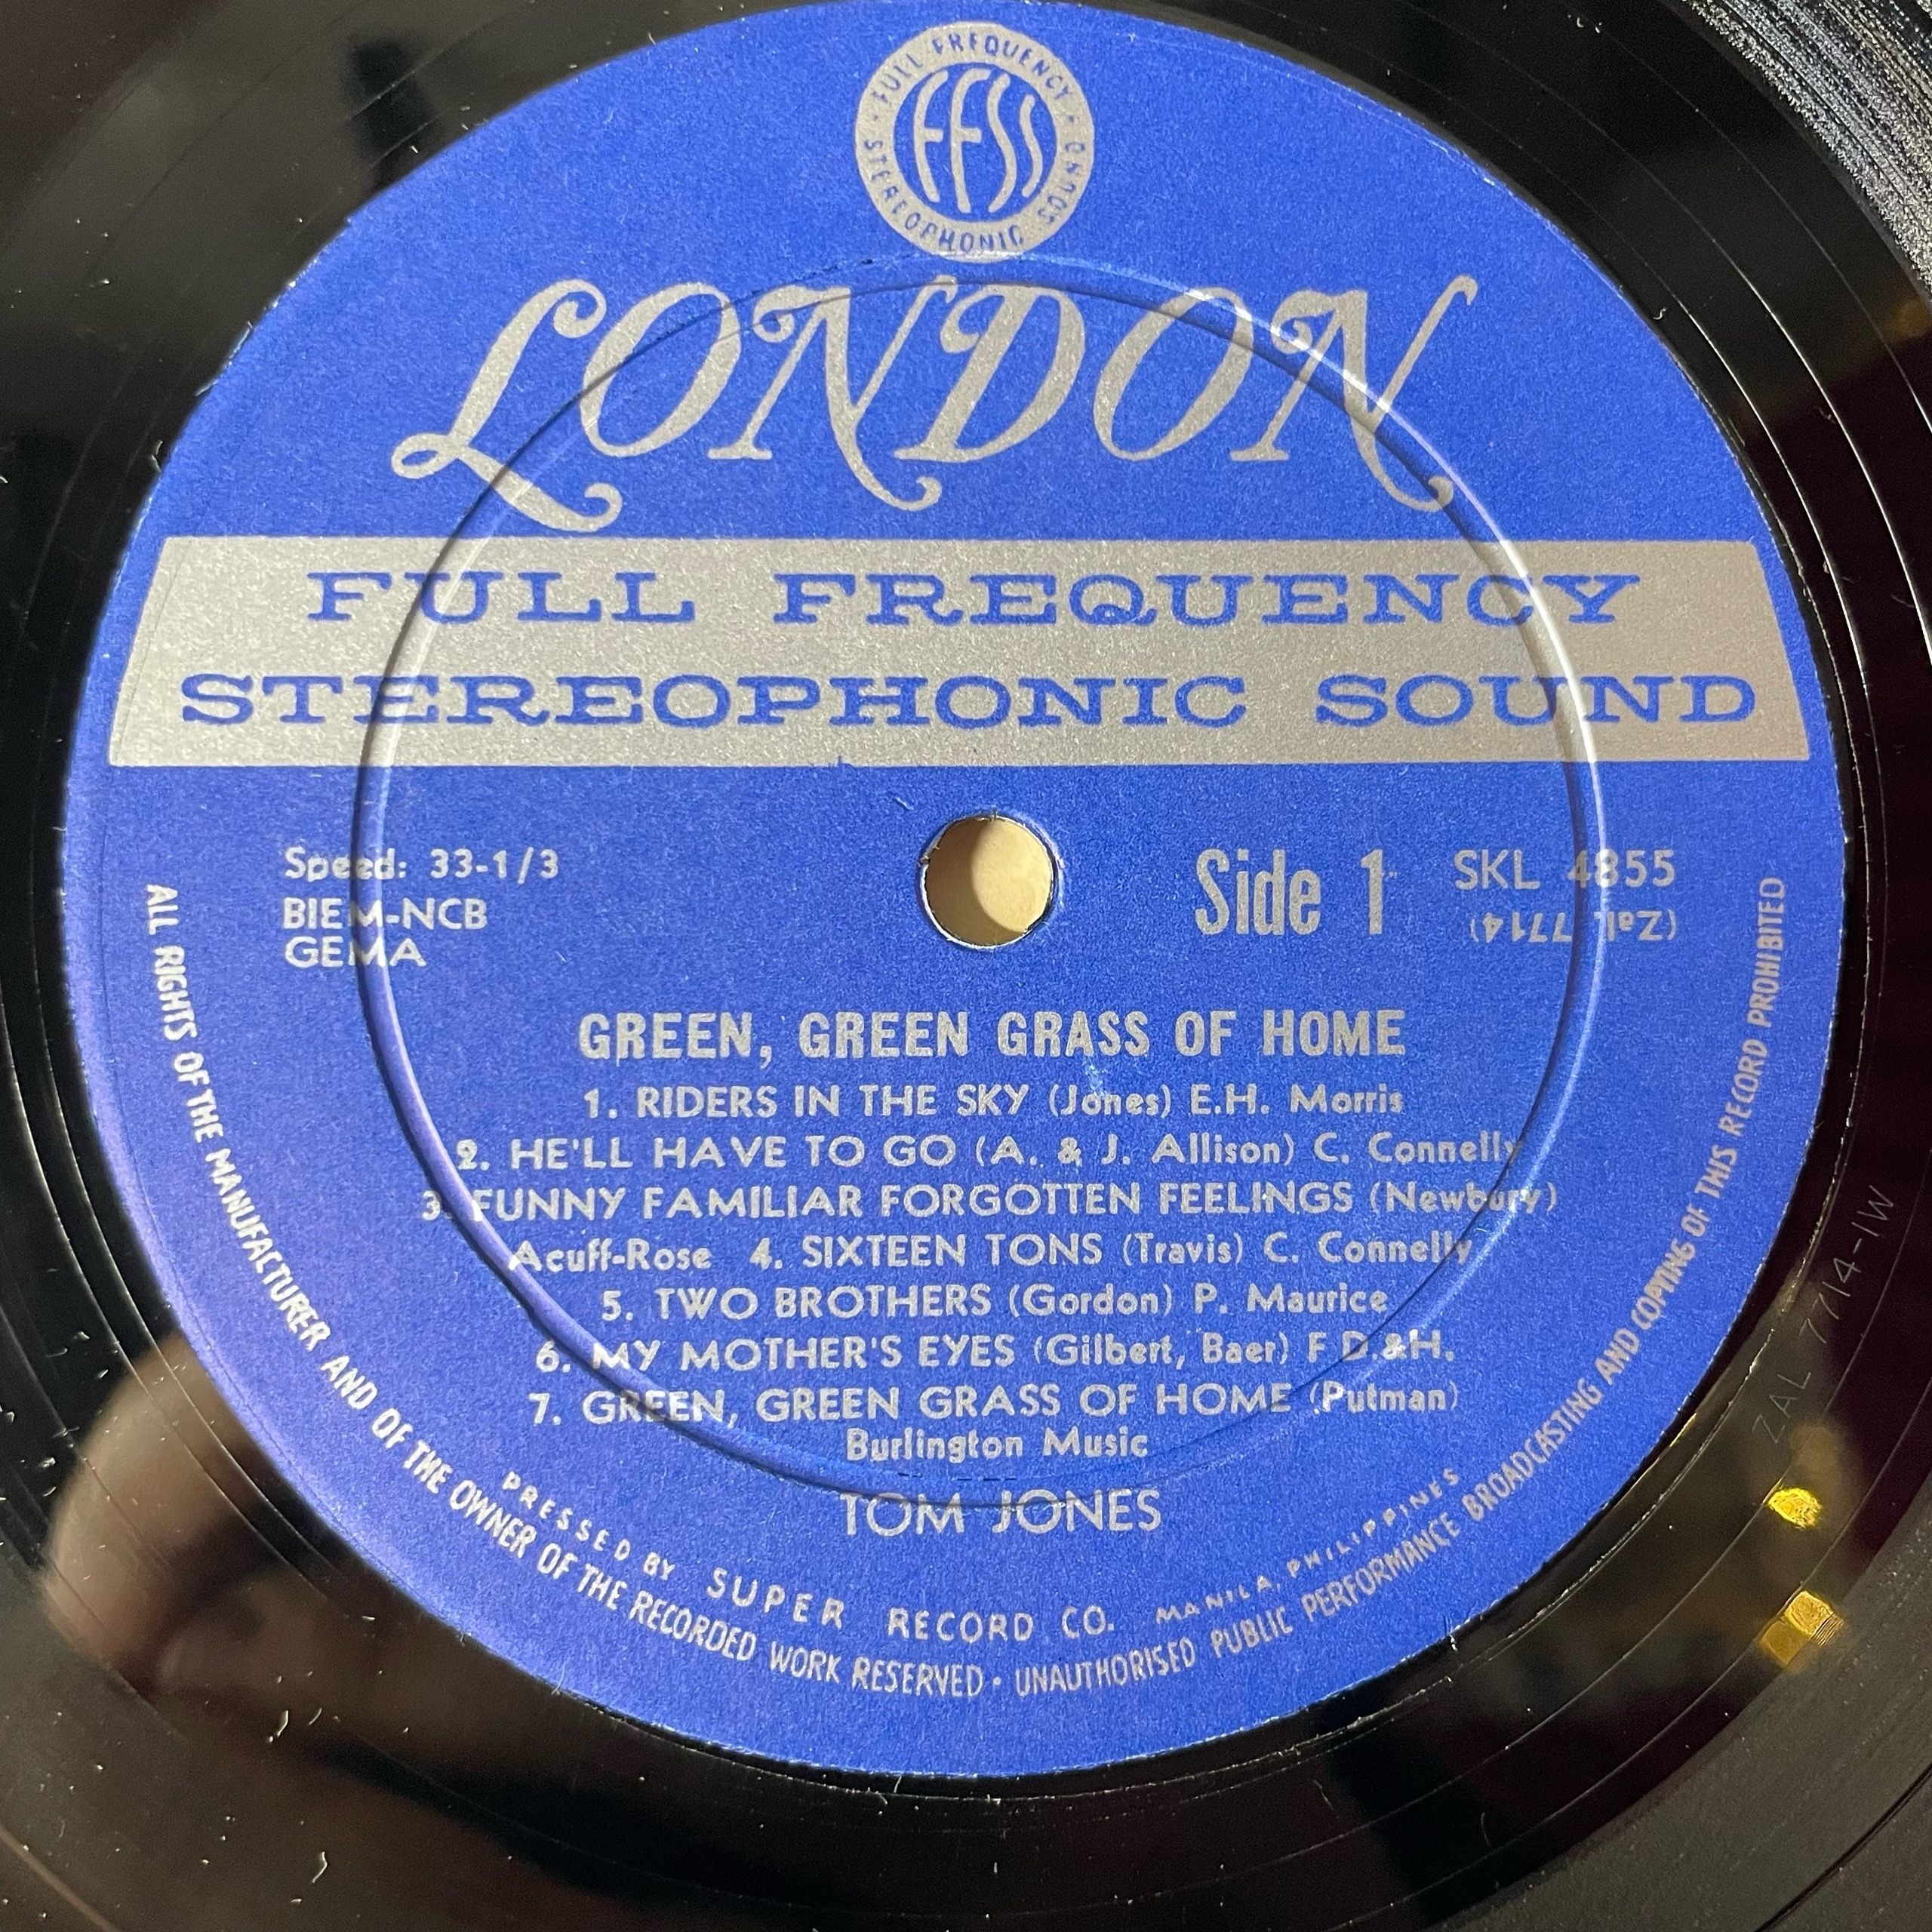 FULL FREQUENCY
STEREOPHONIC SOUND
FFSS
LONDON
FULL FREQUENCY
STEREOPHONIC SOUND
Speed: 33-1/3
BIEM-NCB
GEMA
Side 1
SKL 4855
(Zal 7714)
GREEN, GREEN GRASS OF HOME
1. RIDERS IN THE SKY (Jones) E.H. Morris
2. HE'LL HAVE TO GO (A. & J. Allison) C. Connelly
3. FUNNY FAMILIAR FORGOTTEN FEELINGS (Newbury)
Acuff-Rose 4. SIXTEEN TONS (Travis) C. Connelly
5. TWO BROTHERS (Gordon) P. Maurice
6. MY MOTHER'S EYES (Gilbert, Baer) F D.&H.
7. GREEN, GREEN GRASS OF HOME (Putman)
Burlington Music
TOM JONES
PRESSED BY SUPER RECORD CO. MANILA, PHILIPPINES
ALL RIGHTS OF THE MANUFACTURER AND OF THE OWNER OF THE RECORDED WORK RESERVED · UNAUTHORISED PUBLIC PERFORMANCE BROADCASTING AND COPYING OF THIS RECORD PROHIBITED
ZAL 7714-1W